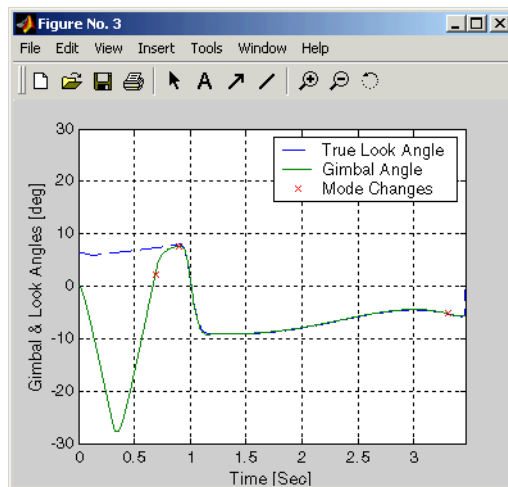 Figure No. 3
File Edit View Insert Tools Window Help
A
True Look Angle
Gimbal Angle
Mode Changes
Gimbal & Look Angles [deg]
30
20
10
0
-10
-20
-30
0 0.5 1 1.5 2 2.5 3
Time [Sec]